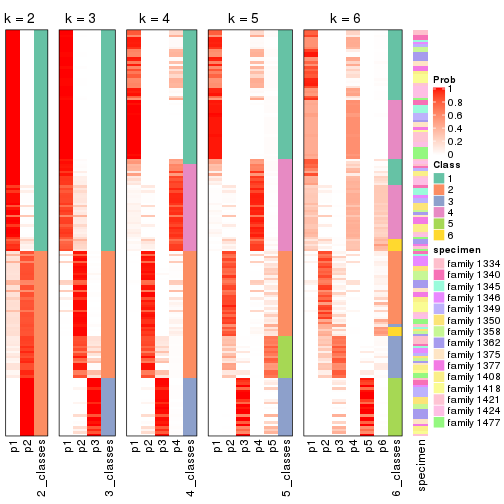 k = 2
k = 3
k = 4
k = 5
k = 6
p1
p2
2_classes
p1
p2
p3
3_classes
p1
p2
p3
p4
4_classes
p1
p2
p3
p4
p5
5_classes
p1
p2
p3
p4
p5
p6
6_classes
specimen
Prob
1
0.8
0.6
0.4
0.2
0
Class
1
2
3
4
5
6
specimen
family 1334
family 1340
family 1345
family 1346
family 1349
family 1350
family 1358
family 1362
family 1375
family 1377
family 1408
family 1418
family 1421
family 1424
family 1477